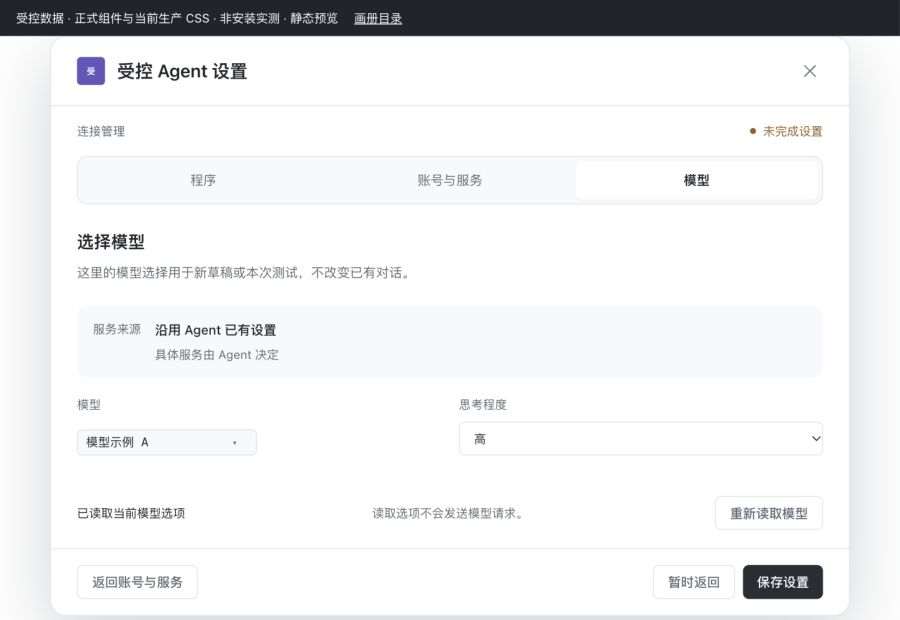 受控数据 · 正式组件与当前生产 CSS · 非安装实测 · 静态预览 画册目录
受 受控 Agent 设置
连接管理 未完成设置
程序 账号与服务 模型
选择模型
这里的模型选择用于新草稿或本次测试，不改变已有对话。
服务来源 沿用 Agent 已有设置
具体服务由 Agent 决定
模型 思考程度
模型示例 A 高
已读取当前模型选项 读取选项不会发送模型请求。 重新读取模型
返回账号与服务 暂时返回 保存设置